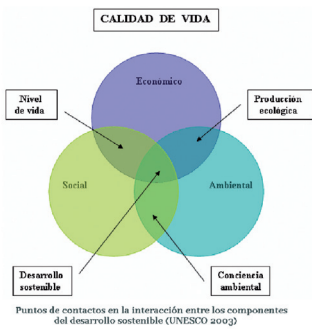 CALIDAD DE VIDA
Económico
Nivel
de vida
Producción
ecológica
Social
Ambiental
Desarrollo
sostenible
Conciencia
ambiental
Puntos de contactos en la interacción entre los componentes
del desarrollo sostenible (UNESCO 2003)